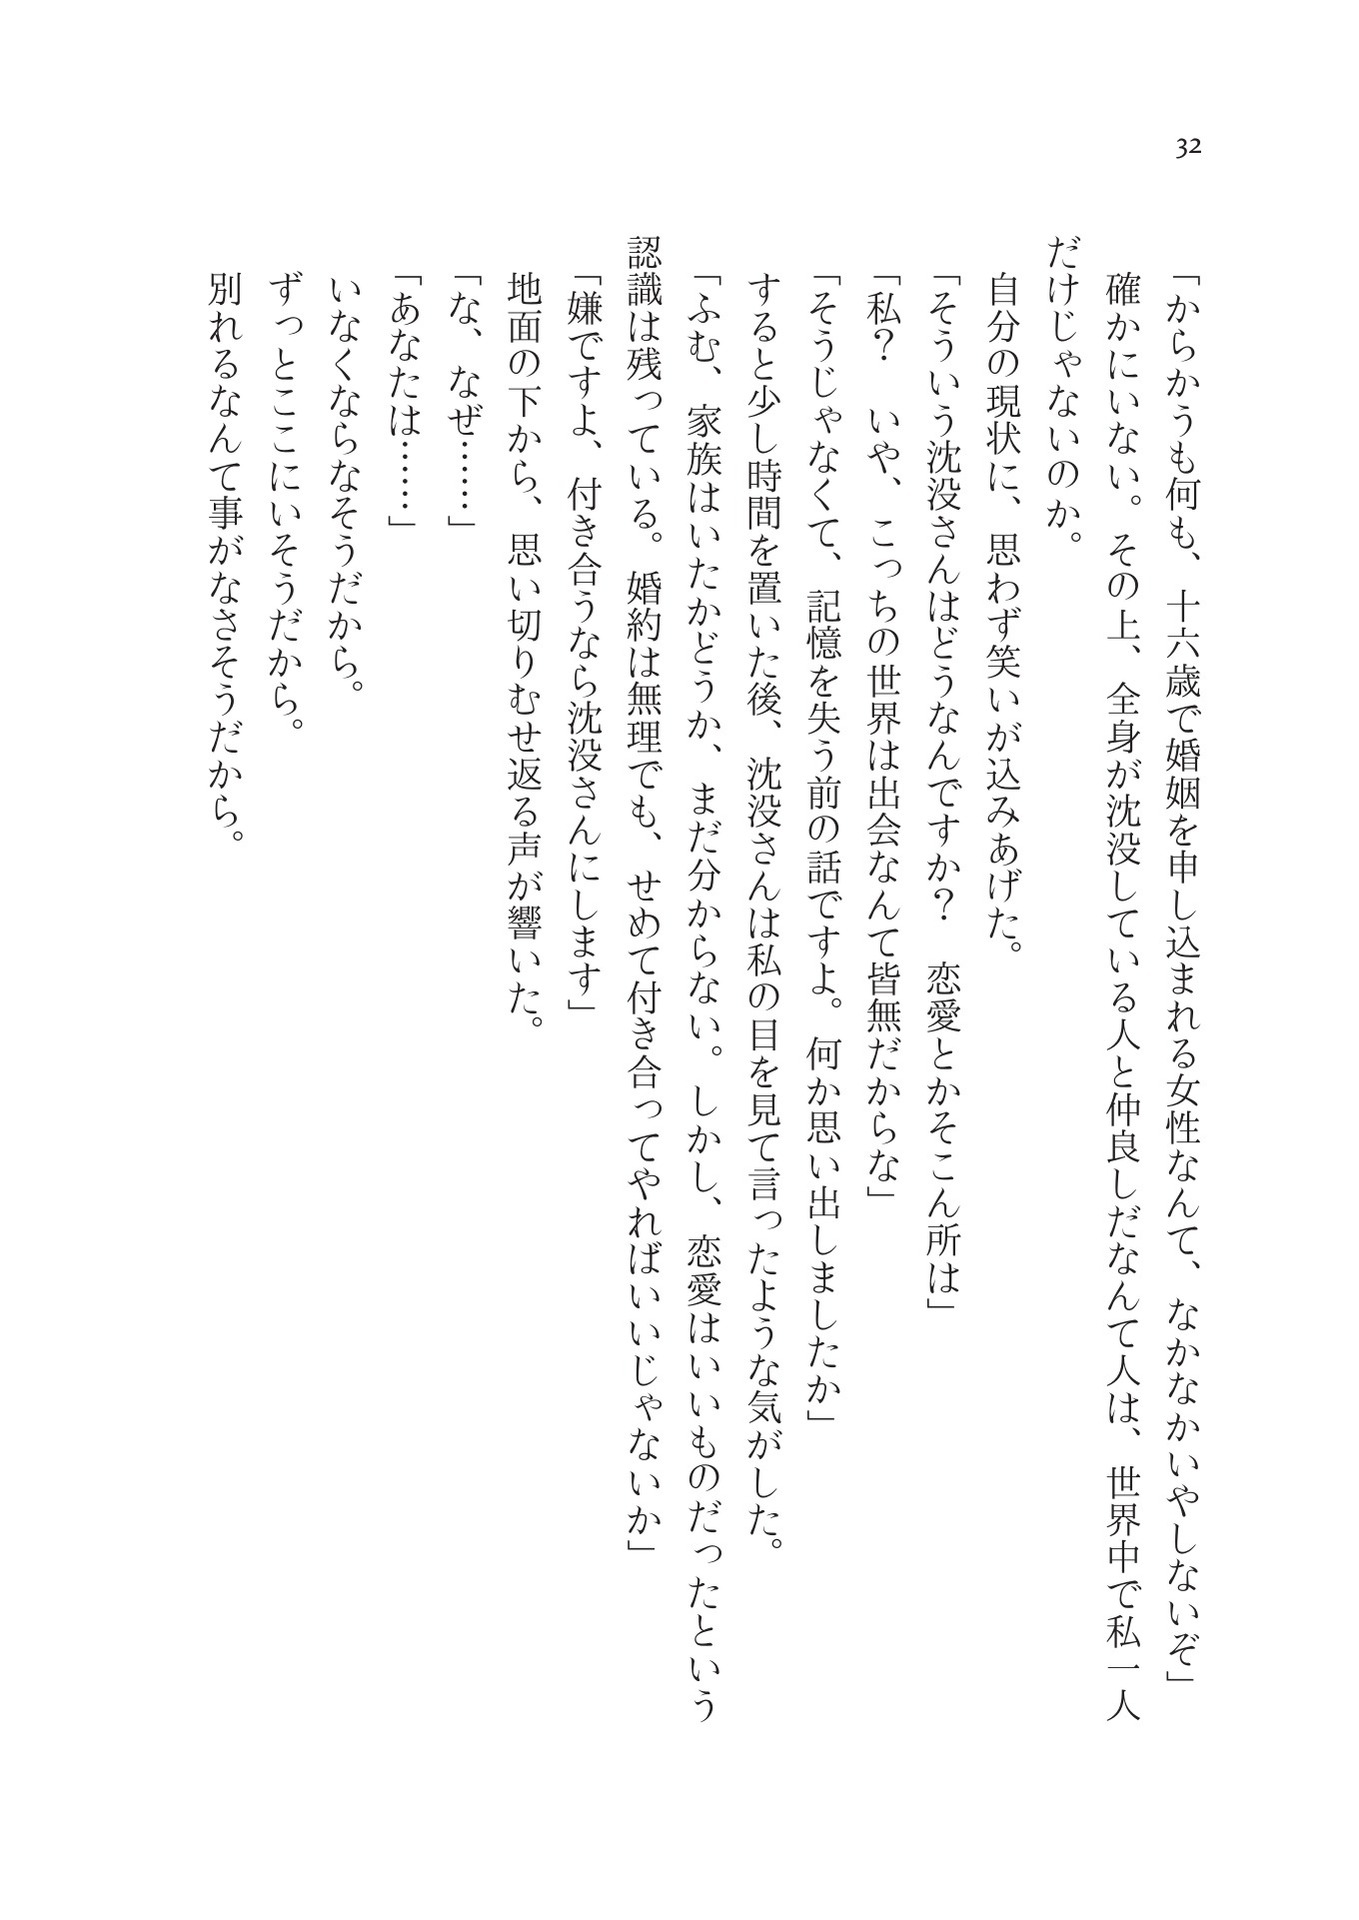 32
「からかうも何も、十六歳で婚姻を申し込まれる女性なんて、なかなかいやしないぞ」
確かにいない。その上、全身が沈没している人と仲良しだなんて人は、世界中で私一人
だけじゃないのか。
自分の現状に、思わず笑いが込みあげた。
「そういう沈没さんはどうなんですか？　恋愛とかそこん所は」
「私？　いや、こっちの世界は出会なんて皆無だからな」
「そうじゃなくて、記憶を失う前の話ですよ。何か思い出しましたか」
すると少し時間を置いた後、沈没さんは私の目を見て言ったような気がした。
「ふむ、家族はいたかどうか、まだ分からない。しかし、恋愛はいいものだったという
認識は残っている。婚約は無理でも、せめて付き合ってやればいいじゃないか」
「嫌ですよ、付き合うなら沈没さんにします」
地面の下から、思い切りむせ返る声が響いた。
「な、なぜ……」
「あなたは……」
いなくならなそうだから。
ずっとここにいそうだから。
別れるなんて事がなさそうだから。